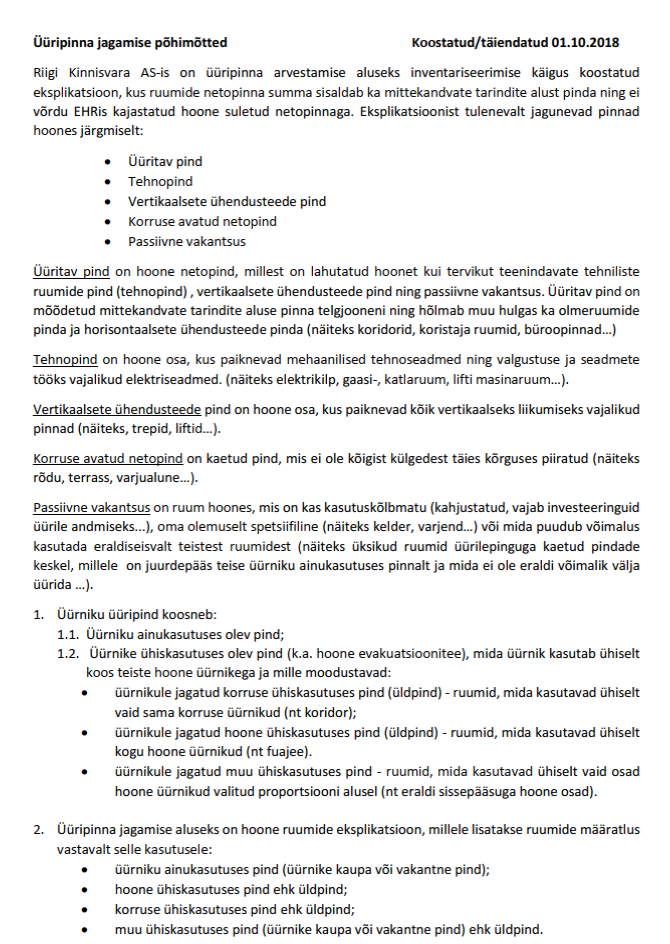 Üüripinna jagamise põhimõtted Koostatud/täiendatud 01.10.2018
Riigi Kinnisvara AS-is on üüripinna arvestamise aluseks inventariseerimise käigus koostatud
eksplikatsioon, kus ruumide netopinna summa sisaldab ka mittekandvate tarindite alust pinda ning ei
võrdu EHRis kajastatud hoone suletud netopinnaga. Eksplikatsioonist tulenevalt jagunevad pinnad
hoones järgmiselt:
• Üüritav pind
• Tehnopind
• Vertikaalsete ühendusteede pind
• Korruse avatud netopind
• Passiivne vakantsus
Üüritav pind on hoone netopind, millest on lahutatud hoonet kui tervikut teenindavate tehniliste
ruumide pind (tehnopind) , vertikaalsete ühendusteede pind ning passiivne vakantsus. Üüritav pind on
mõõdetud mittekandvate tarindite aluse pinna telgjooneni ning hõlmab muu hulgas ka olmeruumide
pinda ja horisontaalsete ühendusteede pinda (näiteks koridorid, koristaja ruumid, büroopinnad…)
Tehnopind on hoone osa, kus paiknevad mehaanilised tehnoseadmed ning valgustuse ja seadmete
tööks vajalikud elektriseadmed. (näiteks elektrikilp, gaasi-, katlaruum, lifti masinaruum…).
Vertikaalsete ühendusteede pind on hoone osa, kus paiknevad kõik vertikaalseks liikumiseks vajalikud
pinnad (näiteks, trepid, liftid…).
Korruse avatud netopind on kaetud pind, mis ei ole kõigist külgedest täies kõrguses piiratud (näiteks
rõdu, terrass, varjualune…).
Passiivne vakantsus on ruum hoones, mis on kas kasutuskõlbmatu (kahjustatud, vajab investeeringuid
üürile andmiseks...), oma olemuselt spetsiifiline (näiteks kelder, varjend…) või mida puudub võimalus
kasutada eraldiseisvalt teistest ruumidest (näiteks üksikud ruumid üürilepinguga kaetud pindade
keskel, millele on juurdepääs teise üürniku ainukasutuses pinnalt ja mida ei ole eraldi võimalik välja
üürida …).
1. Üürniku üüripind koosneb:
1.1. Üürniku ainukasutuses olev pind;
1.2. Üürnike ühiskasutuses olev pind (k.a. hoone evakuatsioonitee), mida üürnik kasutab ühiselt
koos teiste hoone üürnikega ja mille moodustavad:
• üürnikule jagatud korruse ühiskasutuses pind (üldpind) - ruumid, mida kasutavad ühiselt
vaid sama korruse üürnikud (nt koridor);
• üürnikule jagatud hoone ühiskasutuses pind (üldpind) - ruumid, mida kasutavad ühiselt
kogu hoone üürnikud (nt fuajee).
• üürnikule jagatud muu ühiskasutuses pind - ruumid, mida kasutavad ühiselt vaid osad
hoone üürnikud valitud proportsiooni alusel (nt eraldi sissepääsuga hoone osad).
2. Üüripinna jagamise aluseks on hoone ruumide eksplikatsioon, millele lisatakse ruumide määratlus
vastavalt selle kasutusele:
• üürniku ainukasutuses pind (üürnike kaupa või vakantne pind);
• hoone ühiskasutuses pind ehk üldpind;
• korruse ühiskasutuses pind ehk üldpind;
• muu ühiskasutuses pind (üürnike kaupa või vakantne pind) ehk üldpind.